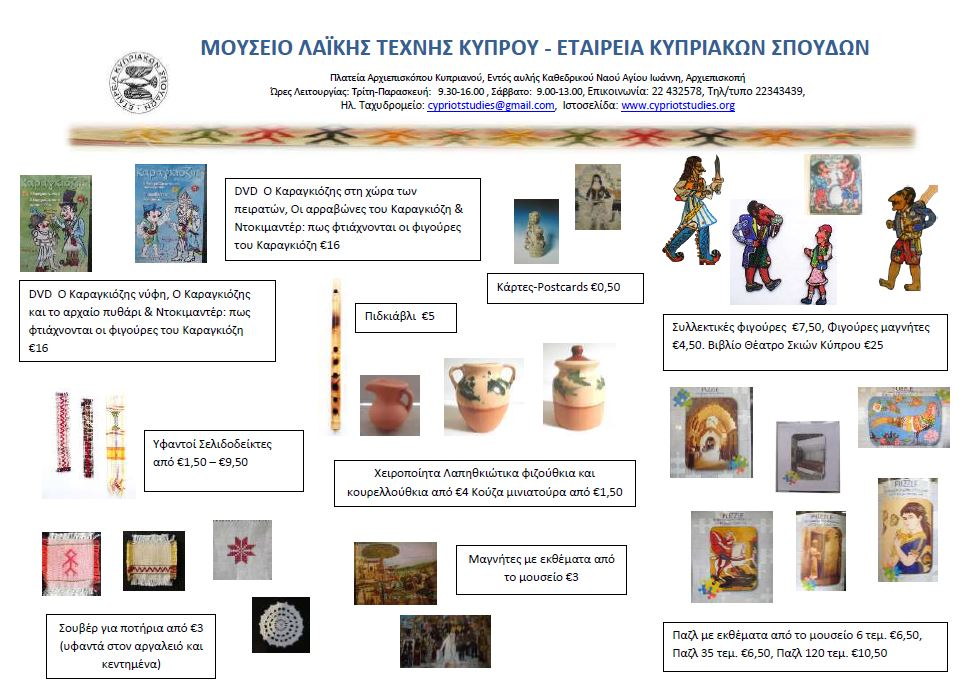 ΜΟΥΣΕΙΟ ΛΑΪΚΗΣ ΤΕΧΝΗΣ ΚΥΠΡΟΥ - ΕΤΑΙΡΕΙΑ ΚΥΠΡΙΑΚΩΝ ΣΠΟΥΔΩΝ
ΕΤΑΙΡΕΙΑ ΚΥΠΡΙΑΚΩΝ ΣΠΟΥΔΩΝ
Πλατεία Αρχιεπισκόπου Κυπριανού, Εντός αυλής Καθεδρικού Ναού Αγίου Ιωάννη, Αρχιεπισκοπή
Ώρες Λειτουργίας: Τρίτη-Παρασκευή: 9.30-16.00 , Σάββατο: 9.00-13.00, Επικοινωνία: 22 432578, Τηλ/τυπο 22343439,
Ηλ. Ταχυδρομείο: cypriotstudies@gmail.com, Ιστοσελίδα: www.cypriotstudies.org
Καραγκιόζης
Καραγκιόζης
DVD Ο Καραγκιόζης στη χώρα των
πειρατών, Οι αρραβώνες του Καραγκιόζη &
Ντοκιμαντέρ: πως φτιάχνονται οι φιγούρες
του Καραγκιόζη €16
Κάρτες-Postcards €0,50
DVD Ο Καραγκιόζης νύφη, Ο Καραγκιόζης
και το αρχαίο πυθάρι & Ντοκιμαντέρ: πως
φτιάχνονται οι φιγούρες του Καραγκιόζη
€16
Πιδκιάβλι €5
Συλλεκτικές φιγούρες €7,50, Φιγούρες μαγνήτες
€4,50. Βιβλίο Θέατρο Σκιών Κύπρου €25
Υφαντοί Σελιδοδείκτες
από €1,50 – €9,50
Χειροποίητα Λαπηθκιώτικα φιζούθκια και
κουρελλούθκια από €4 Κούζα μινιατούρα από €1,50
PUZZLE
PUZZLE
PUZZLE
PUZZLE
PUZZLE
Μαγνήτες με εκθέματα από
το μουσείο €3
Σουβέρ για ποτήρια από €3
(υφαντά στον αργαλειό και
κεντημένα)
Παζλ με εκθέματα από το μουσείο 6 τεμ. €6,50,
Παζλ 35 τεμ. €6,50, Παζλ 120 τεμ. €10,50